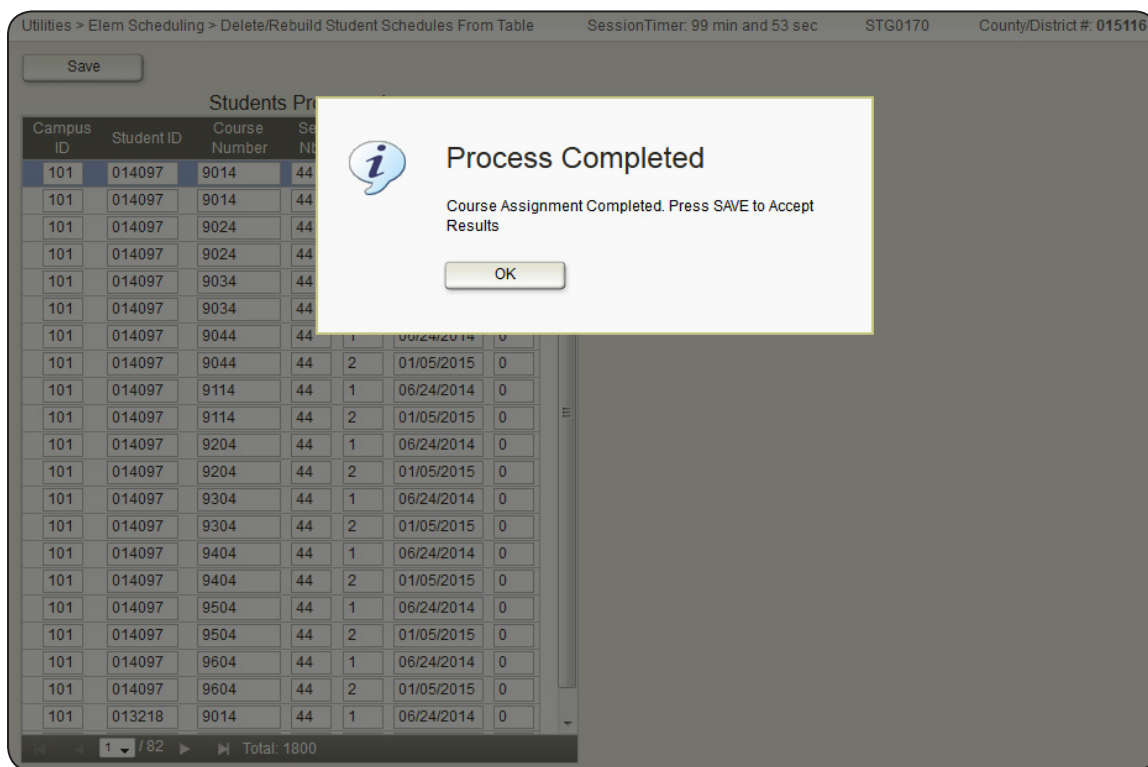 Utilities > Elem Scheduling > Delete/Rebuild Student Schedules From Table SessionTimer: 99 min and 53 sec STG0170 County/District #: 015116
Save
Students
Campus ID Student ID Course Number
101 014097 9014 44
101 014097 9014 44
101 014097 9024 44
101 014097 9024 44
101 014097 9034 44
101 014097 9034 44
101 014097 9044 44 1 06/24/2014 0
101 014097 9044 44 2 01/05/2015 0
101 014097 9114 44 1 06/24/2014 0
101 014097 9114 44 2 01/05/2015 0
101 014097 9204 44 1 06/24/2014 0
101 014097 9204 44 2 01/05/2015 0
101 014097 9304 44 1 06/24/2014 0
101 014097 9304 44 2 01/05/2015 0
101 014097 9404 44 1 06/24/2014 0
101 014097 9404 44 2 01/05/2015 0
101 014097 9504 44 1 06/24/2014 0
101 014097 9504 44 2 01/05/2015 0
101 014097 9604 44 1 06/24/2014 0
101 014097 9604 44 2 01/05/2015 0
101 013218 9014 44 1 06/24/2014 0
1 / 82 Total: 1800
Process Completed
Course Assignment Completed. Press SAVE to Accept
Results
OK